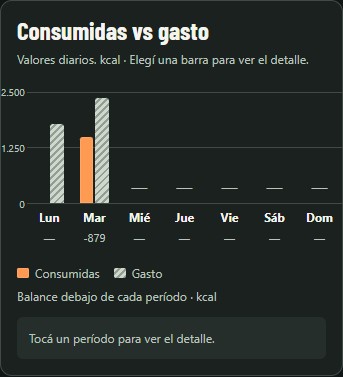 Consumidas vs gasto
Valores diarios. kcal · Elegí una barra para ver el detalle.
2.500
1.250
0
Lun Mar Mié Jue Vie Sáb Dom
— -879 — — — — —
Consumidas Gasto
Balance debajo de cada período · kcal
Tocá un período para ver el detalle.